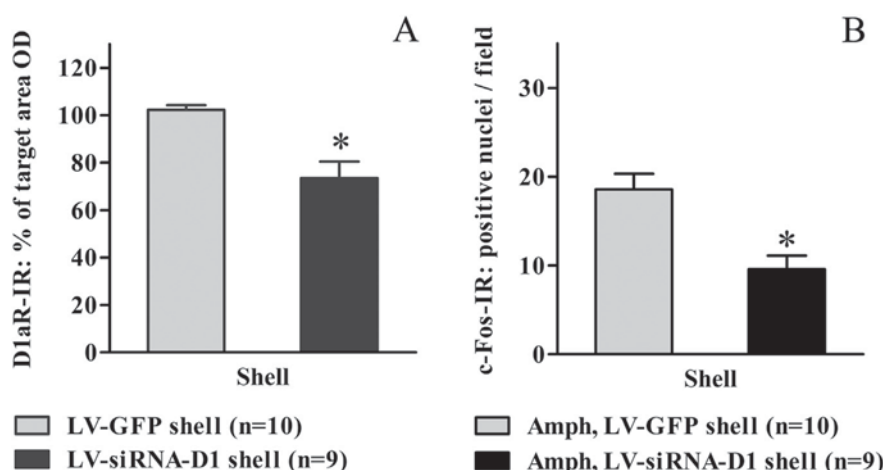 A
D1aR-IR: % of target area OD
120
100
80
60
40
20
0
*
Shell
LV-GFP shell (n=10)
LV-siRNA-D1 shell (n=9)
B
c-Fos-IR: positive nuclei / field
30
20
10
0
*
Shell
Amph, LV-GFP shell (n=10)
Amph, LV-siRNA-D1 shell (n=9)